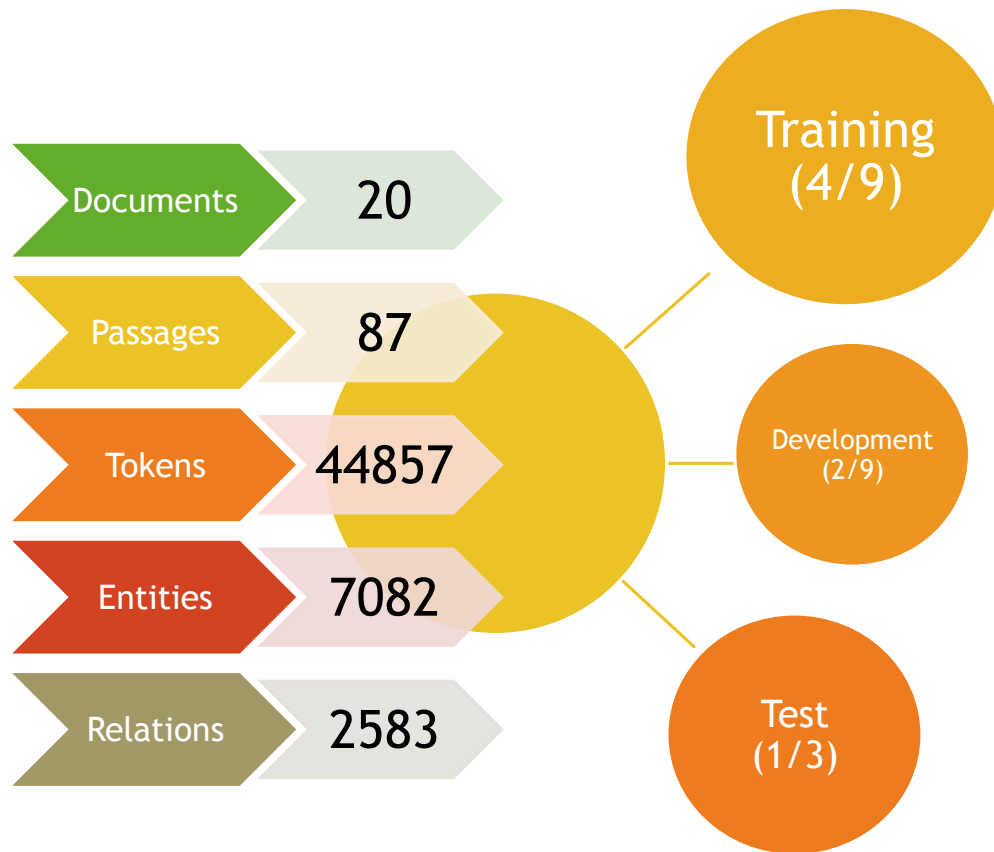 Documents
20
Passages
87
Tokens
44857
Entities
7082
Relations
2583
Training
(4/9)
Development
(2/9)
Test
(1/3)